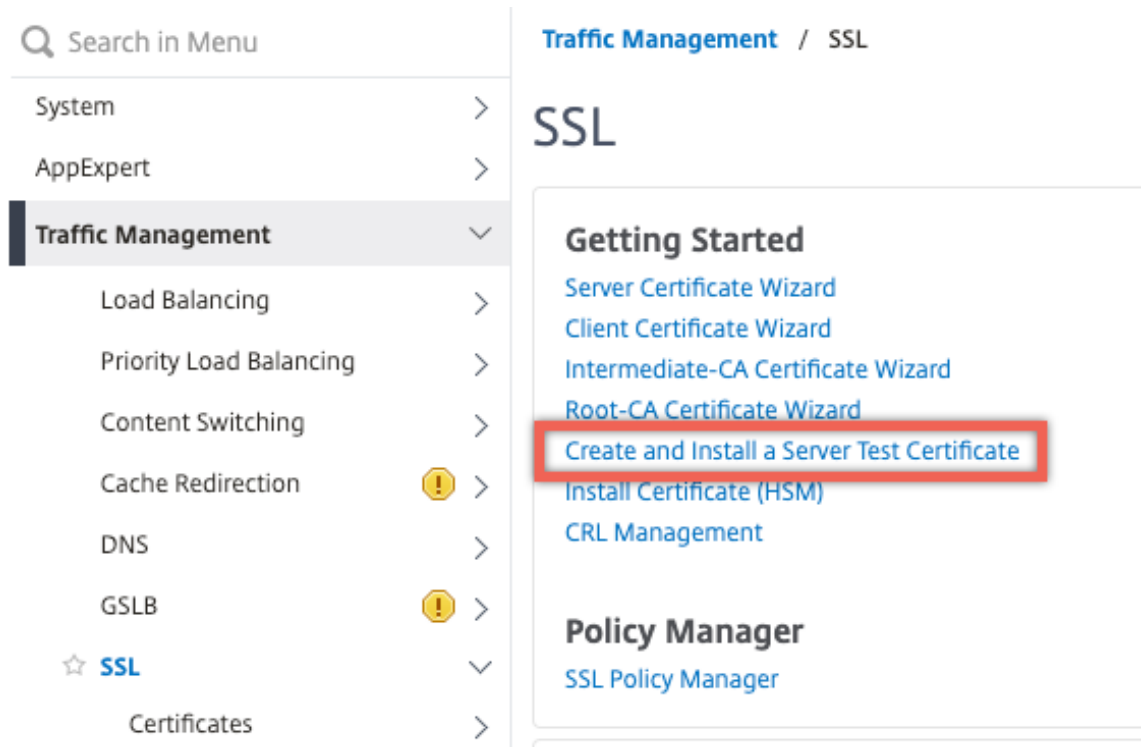 Search in Menu
System
AppExpert
Traffic Management
Load Balancing
Priority Load Balancing
Content Switching
Cache Redirection
DNS
GSLB
SSL
Certificates
Traffic Management / SSL
SSL
Getting Started
Server Certificate Wizard
Client Certificate Wizard
Intermediate-CA Certificate Wizard
Root-CA Certificate Wizard
Create and Install a Server Test Certificate
Install Certificate (HSM)
CRL Management
Policy Manager
SSL Policy Manager